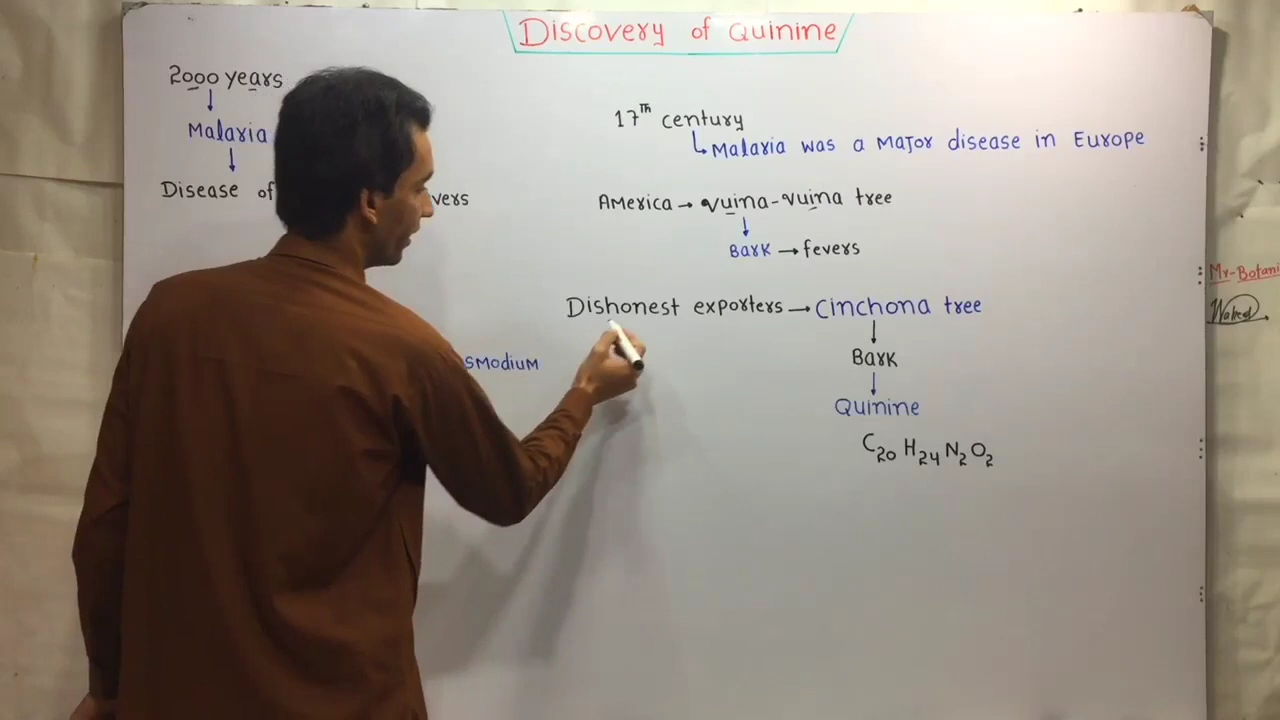 Discovery of Quinine
2000 years
Malaria
Disease of vers
smodium
17th century
Malaria was a major disease in Europe
America → quina-quina tree
Bark → fevers
Dishonest exporters → Cinchona tree
Bark
Quinine
C20 H24 N2 O2
Mr-Botani
Waheed